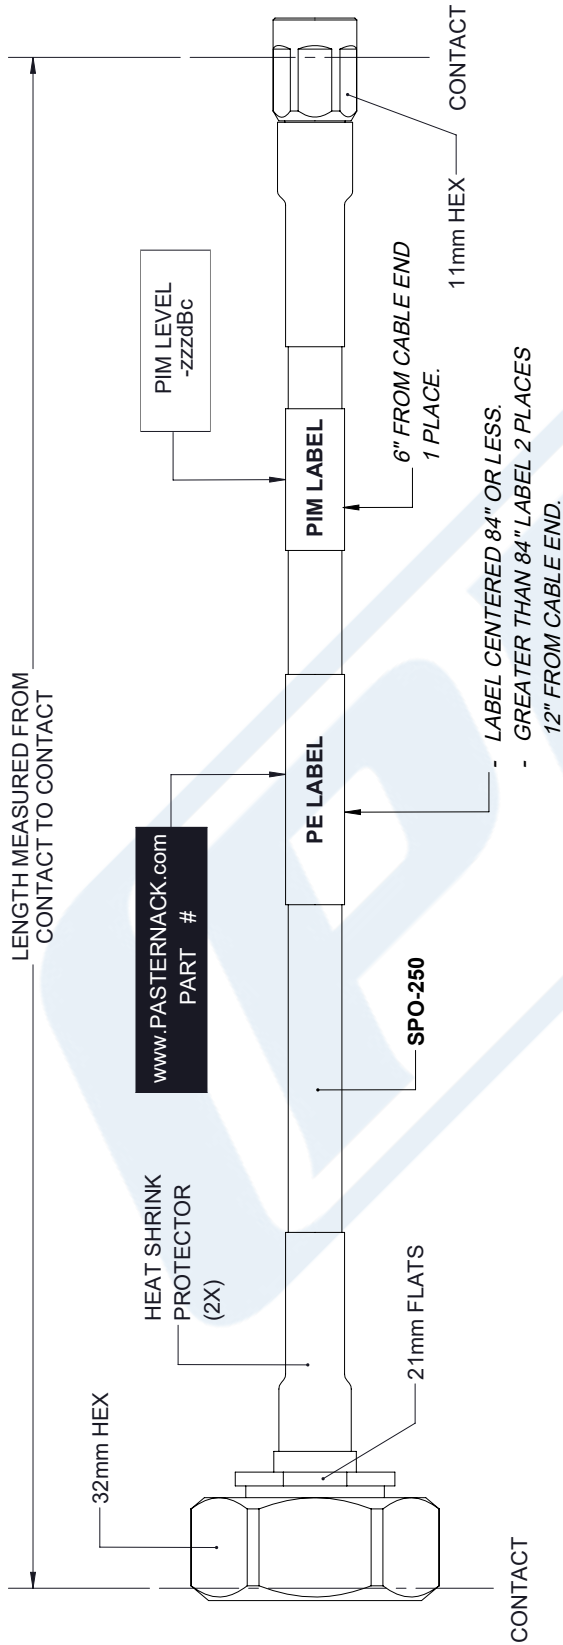 LENGTH MEASURED FROM
CONTACT TO CONTACT
32mm HEX
HEAT SHRINK
PROTECTOR
(2X)
www.PASTERNACK.com
PART #
PIM LEVEL
-zzzdBc
PE LABEL
PIM LABEL
SPO-250
21mm FLATS
6" FROM CABLE END
1 PLACE.
11mm HEX
CONTACT
CONTACT
- LABEL CENTERED 84" OR LESS.
- GREATER THAN 84" LABEL 2 PLACES
12" FROM CABLE END.